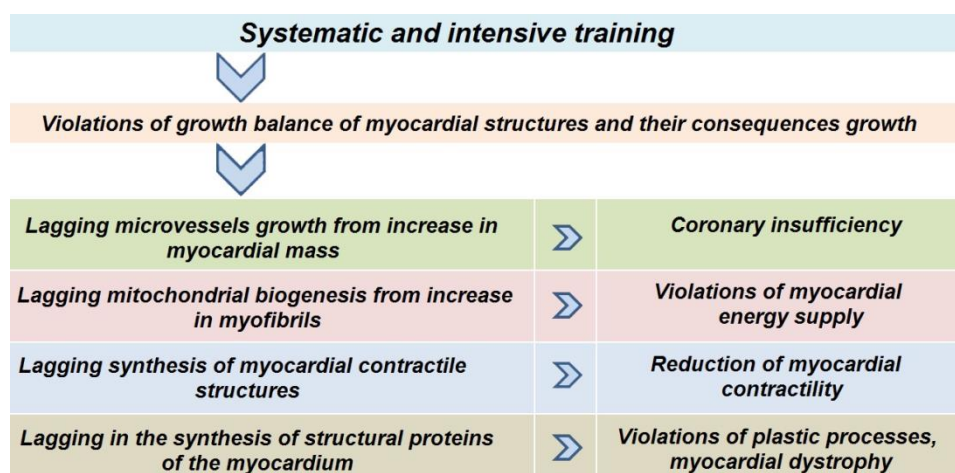 Systematic and intensive training
Violations of growth balance of myocardial structures and their consequences growth
Lagging microvessels growth from increase in
myocardial mass
Coronary insufficiency
Lagging mitochondrial biogenesis from increase
in myofibrils
Violations of myocardial
energy supply
Lagging synthesis of myocardial contractile
structures
Reduction of myocardial
contractility
Lagging in the synthesis of structural proteins
of the myocardium
Violations of plastic processes,
myocardial dystrophy